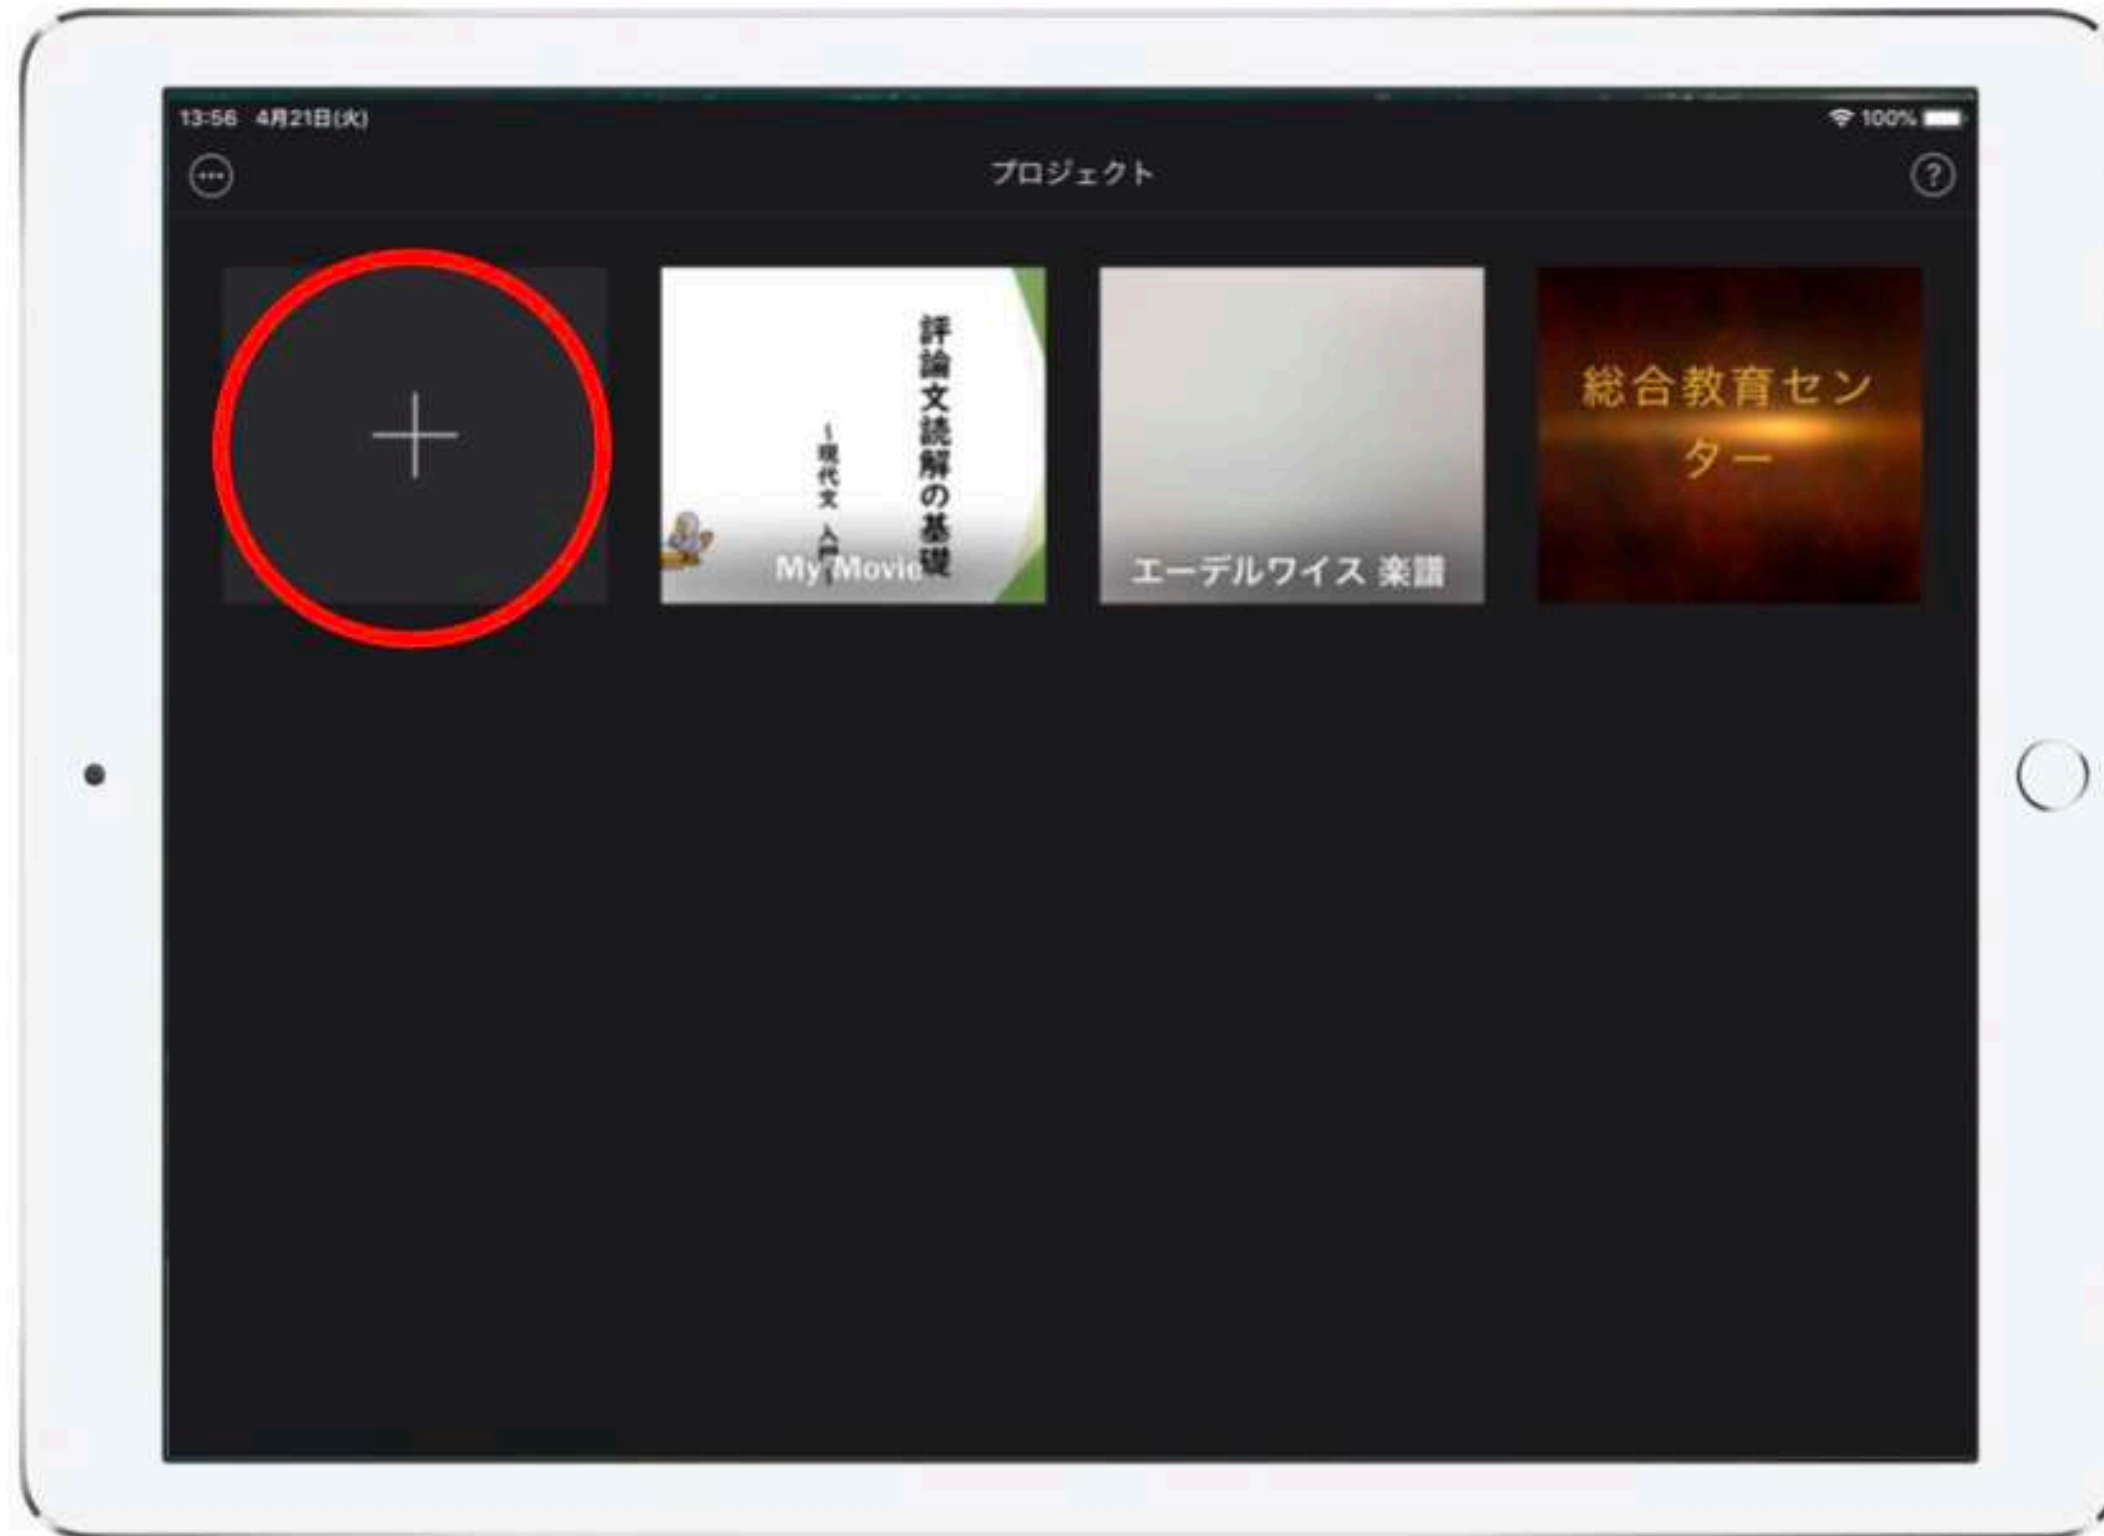 13:56 4月21日(火)
100%
プロジェクト
?
評論文読解の基礎
~現代文 入門~
My Movie
エーデルワイス 楽譜
総合教育セン
ター